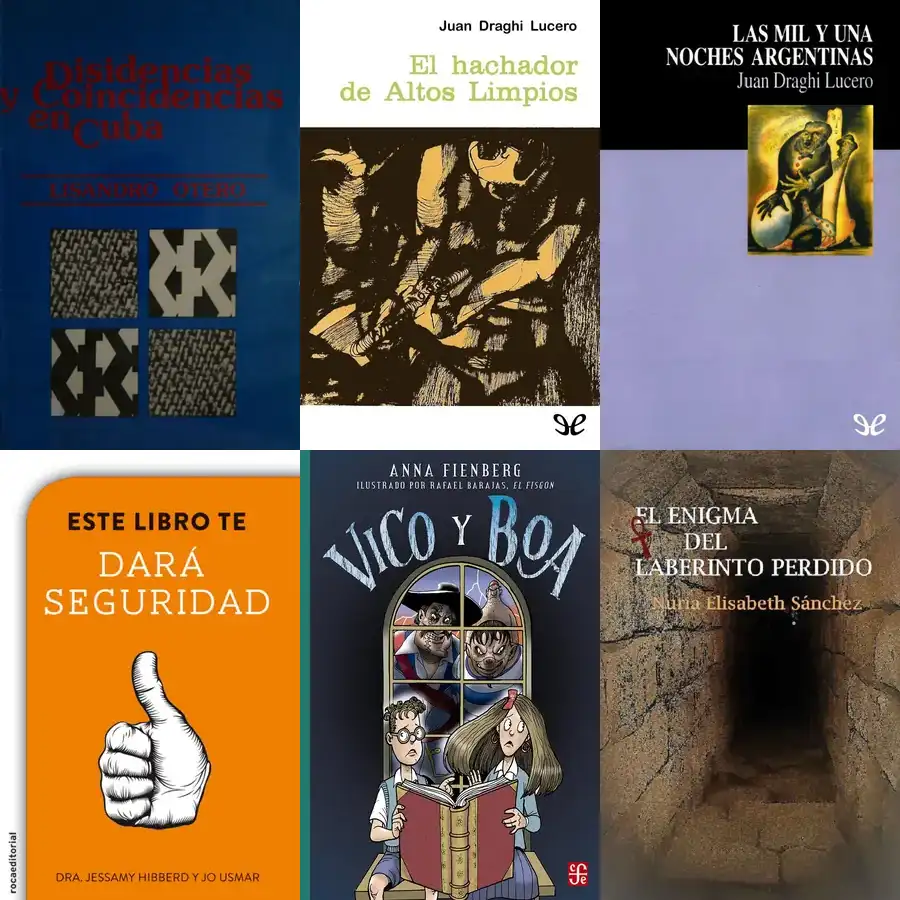 Disidencias
y Coincidencias
en Cuba
LISANDRO OTERO
Juan Draghi Lucero
El hachador
de Altos Limpios
LAS MIL Y UNA
NOCHES ARGENTINAS
Juan Draghi Lucero
ESTE LIBRO TE
DARÁ
SEGURIDAD
DRA. JESSAMY HIBBERD Y JO USMAR
rocaeditorial
ANNA FIENBERG
ILUSTRADO POR RAFAEL BARAJAS, EL FISGÓN
VICO Y BOA
EL ENIGMA
DEL
LABERINTO PERDIDO
Nuria Elisabeth Sánchez